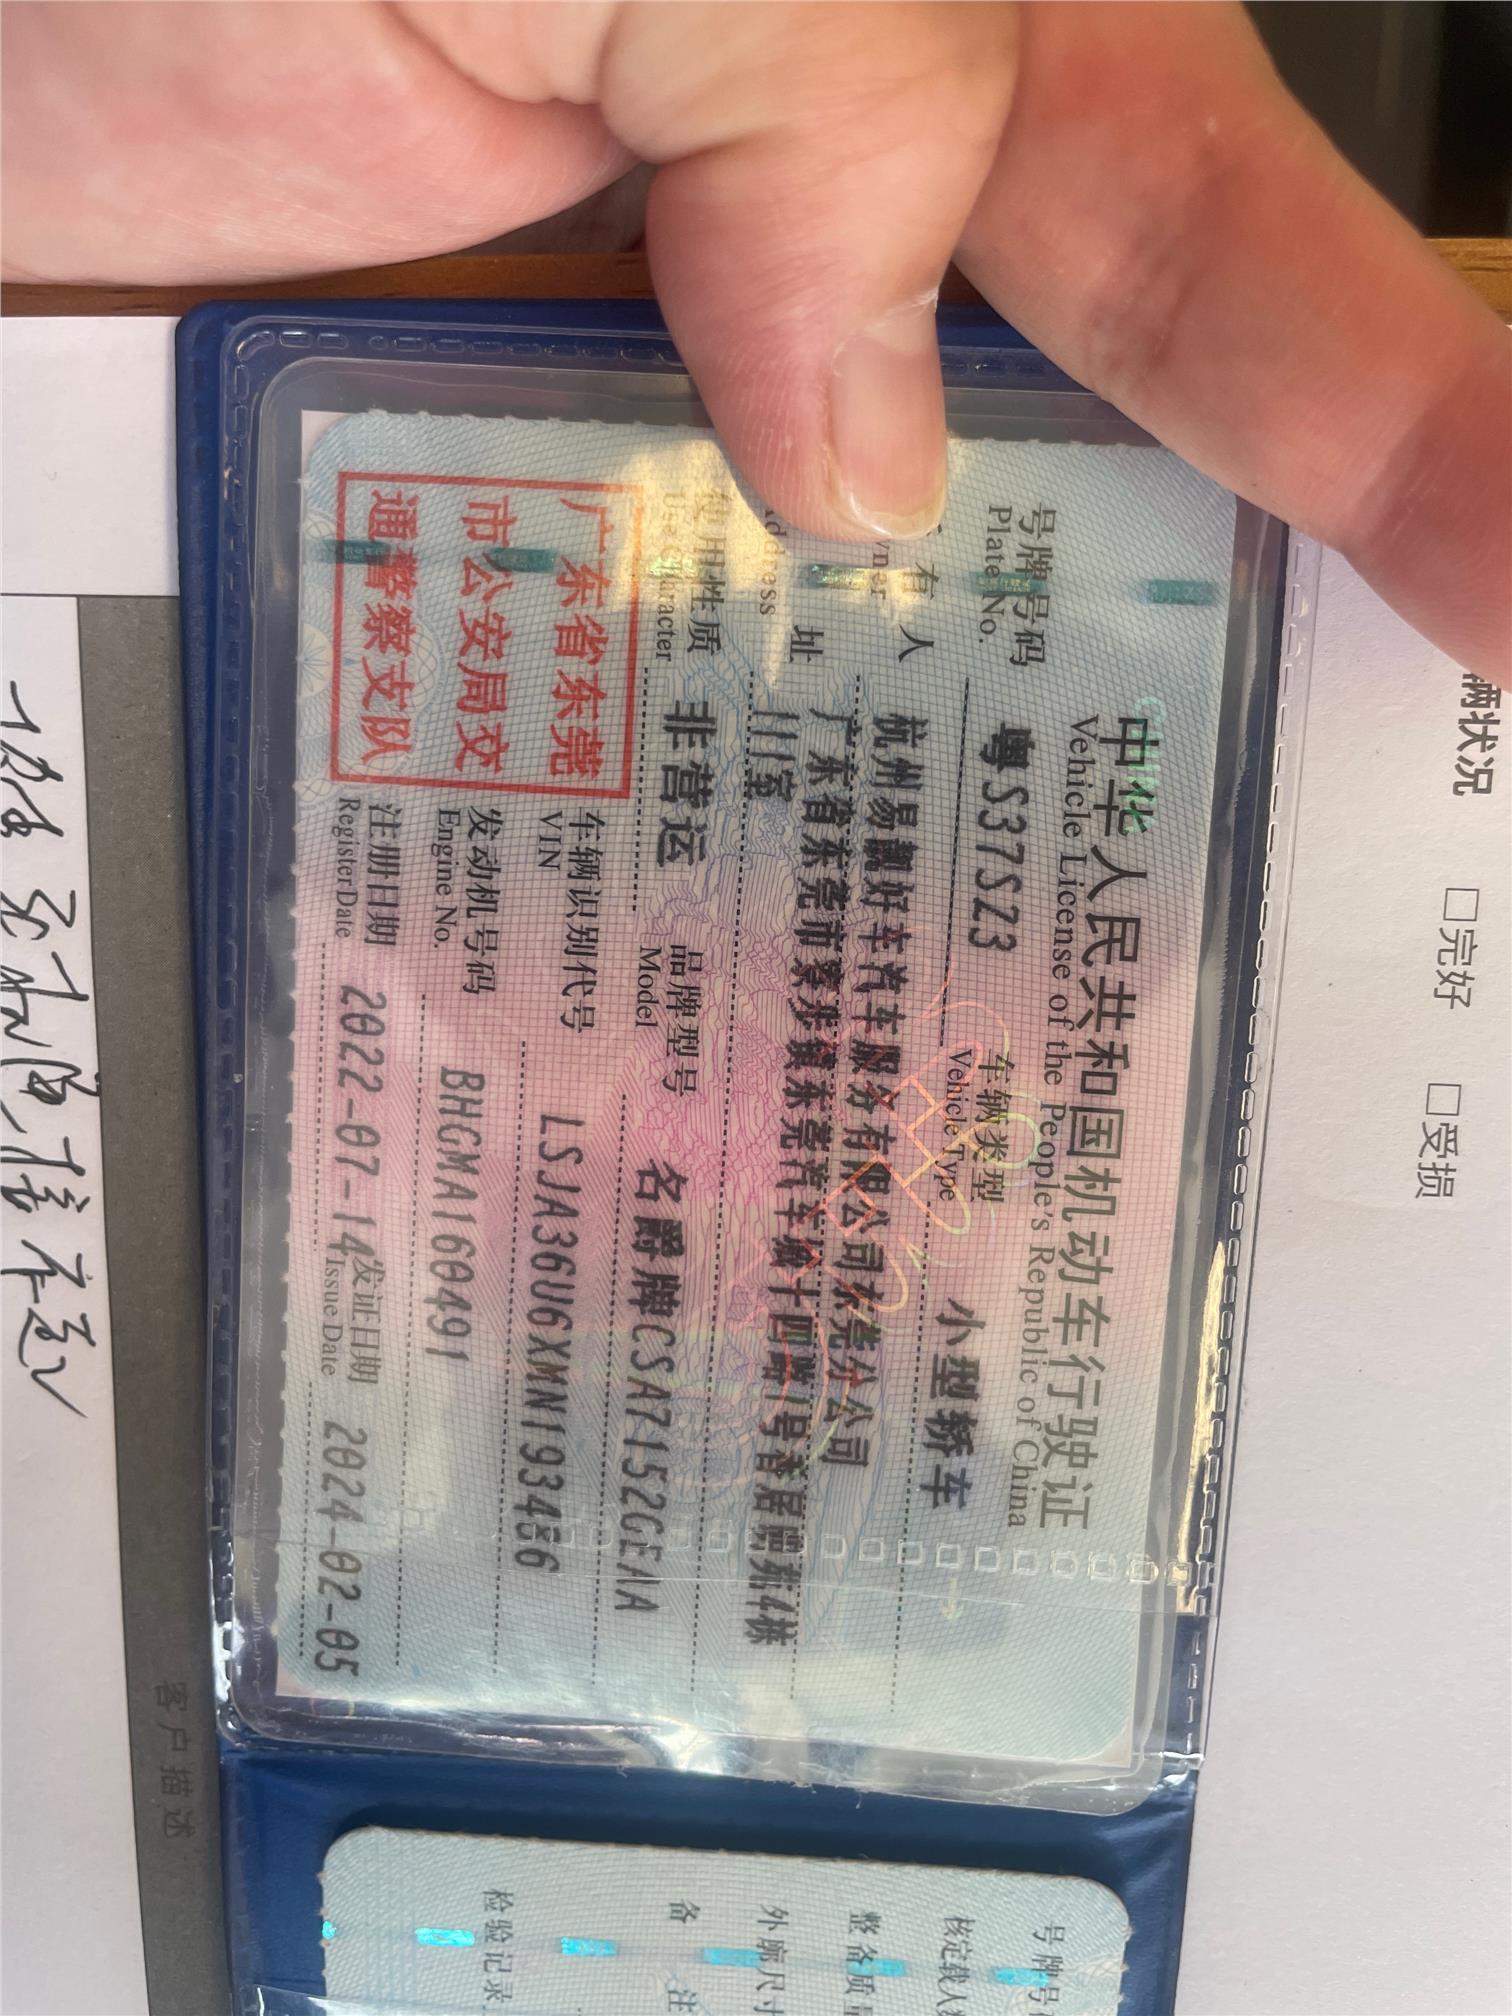 中华人民共和国机动车行驶证
Vehicle License of the People's Republic of China
号牌号码 粤S37SZ3 车辆类型 小型轿车
Plate No. Vehicle Type
有 人 杭州易靓好车汽车服务有限公司东莞分公司
wner
址 广东省东莞市寮步镇东莞汽车城十四路1号香居丽苑4栋
ddress 1111室
使用性质 非营运 品牌型号 名爵牌CSA7152GEAA
Use Character Model
车辆识别代号 LSJA36U6XMN193486
VIN
发动机号码 BHGMA160491
Engine No.
注册日期 2022-07-14 发证日期 2024-02-05
Register Date Issue Date
广东省东莞
市公安局交
通警察支队
号牌号
核定载人
整备质量
外廓尺寸
备 注
检验记录
辆状况
□完好 □受损
客户描述